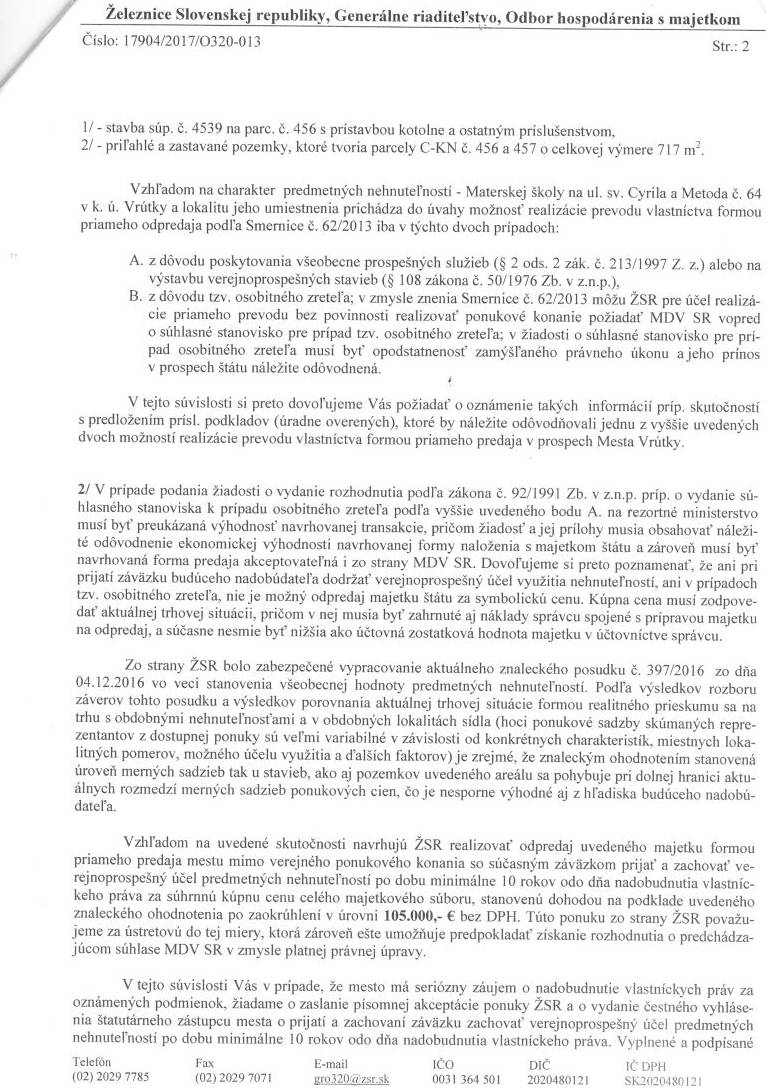 Železnice Slovenskej republiky, Generálne riaditeľstvo, Odbor hospodárenia s majetkom
Číslo: 17904/2017/O320-013
Str.: 2
1/ - stavba súp. č. 4539 na parc. č. 456 s prístavbou kotolne a ostatným príslušenstvom,
2/ - priľahlé a zastavané pozemky, ktoré tvoria parcely C-KN č. 456 a 457 o celkovej výmere 717 m².
Vzhľadom na charakter predmetných nehnuteľností - Materskej školy na ul. sv. Cyrila a Metoda č. 64
v k. ú. Vrútky a lokalitu jeho umiestnenia prichádza do úvahy možnosť realizácie prevodu vlastníctva formou
priameho odpredaja podľa Smernice č. 62/2013 iba v týchto dvoch prípadoch:
A. z dôvodu poskytovania všeobecne prospešných služieb (§ 2 ods. 2 zák. č. 213/1997 Z. z.) alebo na
výstavbu verejnoprospešných stavieb (§ 108 zákona č. 50/1976 Zb. v z.n.p.),
B. z dôvodu tzv. osobitného zreteľa; v zmysle znenia Smernice č. 62/2013 môžu ŽSR pre účel realizá-
cie priameho prevodu bez povinnosti realizovať ponukové konanie požiadať MDV SR vopred
o súhlasné stanovisko pre prípad tzv. osobitného zreteľa; v žiadosti o súhlasné stanovisko pre prí-
pad osobitného zreteľa musí byť opodstatnenosť zamýšľaného právneho úkonu a jeho prínos
v prospech štátu náležite odôvodnená.
V tejto súvislosti si preto dovoľujeme Vás požiadať o oznámenie takých informácií príp. skutočností
s predložením prísl. podkladov (úradne overených), ktoré by náležite odôvodňovali jednu z vyššie uvedených
dvoch možností realizácie prevodu vlastníctva formou priameho predaja v prospech Mesta Vrútky.
2/ V prípade podania žiadosti o vydanie rozhodnutia podľa zákona č. 92/1991 Zb. v z.n.p. príp. o vydanie sú-
hlasného stanoviska k prípadu osobitného zreteľa podľa vyššie uvedeného bodu A. na rezortné ministerstvo
musí byť preukázaná výhodnosť navrhovanej transakcie, pričom žiadosť a jej prílohy musia obsahovať náleži-
té odôvodnenie ekonomickej výhodnosti navrhovanej formy naloženia s majetkom štátu a zároveň musí byť
navrhovaná forma predaja akceptovateľná i zo strany MDV SR. Dovoľujeme si preto poznamenať, že ani pri
prijatí záväzku budúceho nadobúdateľa dodržať verejnoprospešný účel využitia nehnuteľností, ani v prípadoch
tzv. osobitného zreteľa, nie je možný odpredaj majetku štátu za symbolickú cenu. Kúpna cena musí zodpove-
dať aktuálnej trhovej situácii, pričom v nej musia byť zahrnuté aj náklady správcu spojené s prípravou majetku
na odpredaj, a súčasne nesmie byť nižšia ako účtovná zostatková hodnota majetku v účtovníctve správcu.
Zo strany ŽSR bolo zabezpečené vypracovanie aktuálneho znaleckého posudku č. 397/2016 zo dňa
04.12.2016 vo veci stanovenia všeobecnej hodnoty predmetných nehnuteľností. Podľa výsledkov rozboru
záverov tohto posudku a výsledkov porovnania aktuálnej trhovej situácie formou realitného prieskumu sa na
trhu s obdobnými nehnuteľnosťami a v obdobných lokalitách sídla (hoci ponukové sadzby skúmaných repre-
zentantov z dostupnej ponuky sú veľmi variabilné v závislosti od konkrétnych charakteristík, miestnych loka-
litných pomerov, možného účelu využitia a ďalších faktorov) je zrejmé, že znaleckým ohodnotením stanovená
úroveň merných sadzieb tak u stavieb, ako aj pozemkov uvedeného areálu sa pohybuje pri dolnej hranici aktu-
álnych rozmedzí merných sadzieb ponukových cien, čo je nesporne výhodné aj z hľadiska budúceho nadobú-
dateľa.
Vzhľadom na uvedené skutočnosti navrhujú ŽSR realizovať odpredaj uvedeného majetku formou
priameho predaja mestu mimo verejného ponukového konania so súčasným záväzkom prijať a zachovať ve-
rejnoprospešný účel predmetných nehnuteľností po dobu minimálne 10 rokov odo dňa nadobudnutia vlastníc-
keho práva za súhrnnú kúpnu cenu celého majetkového súboru, stanovenú dohodou na podklade uvedeného
znaleckého ohodnotenia po zaokrúhlení v úrovni 105.000,- € bez DPH. Túto ponuku zo strany ŽSR považu-
jeme za ústretovú do tej miery, ktorá zároveň ešte umožňuje predpokladať získanie rozhodnutia o predchádza-
júcom súhlase MDV SR v zmysle platnej právnej úpravy.
V tejto súvislosti Vás v prípade, že mesto má seriózny záujem o nadobudnutie vlastníckych práv za
oznámených podmienok, žiadame o zaslanie písomnej akceptácie ponuky ŽSR a o vydanie čestného vyhláse-
nia štatutárneho zástupcu mesta o prijatí a zachovaní záväzku zachovať verejnoprospešný účel predmetných
nehnuteľností po dobu minimálne 10 rokov odo dňa nadobudnutia vlastníckeho práva. Vyplnené a podpísané
Telefón Fax E-mail IČO DIČ IČ DPH
(02) 2029 7785 (02) 2029 7071 gro320@zsr.sk 0031 364 501 2020480121 SK2020480121